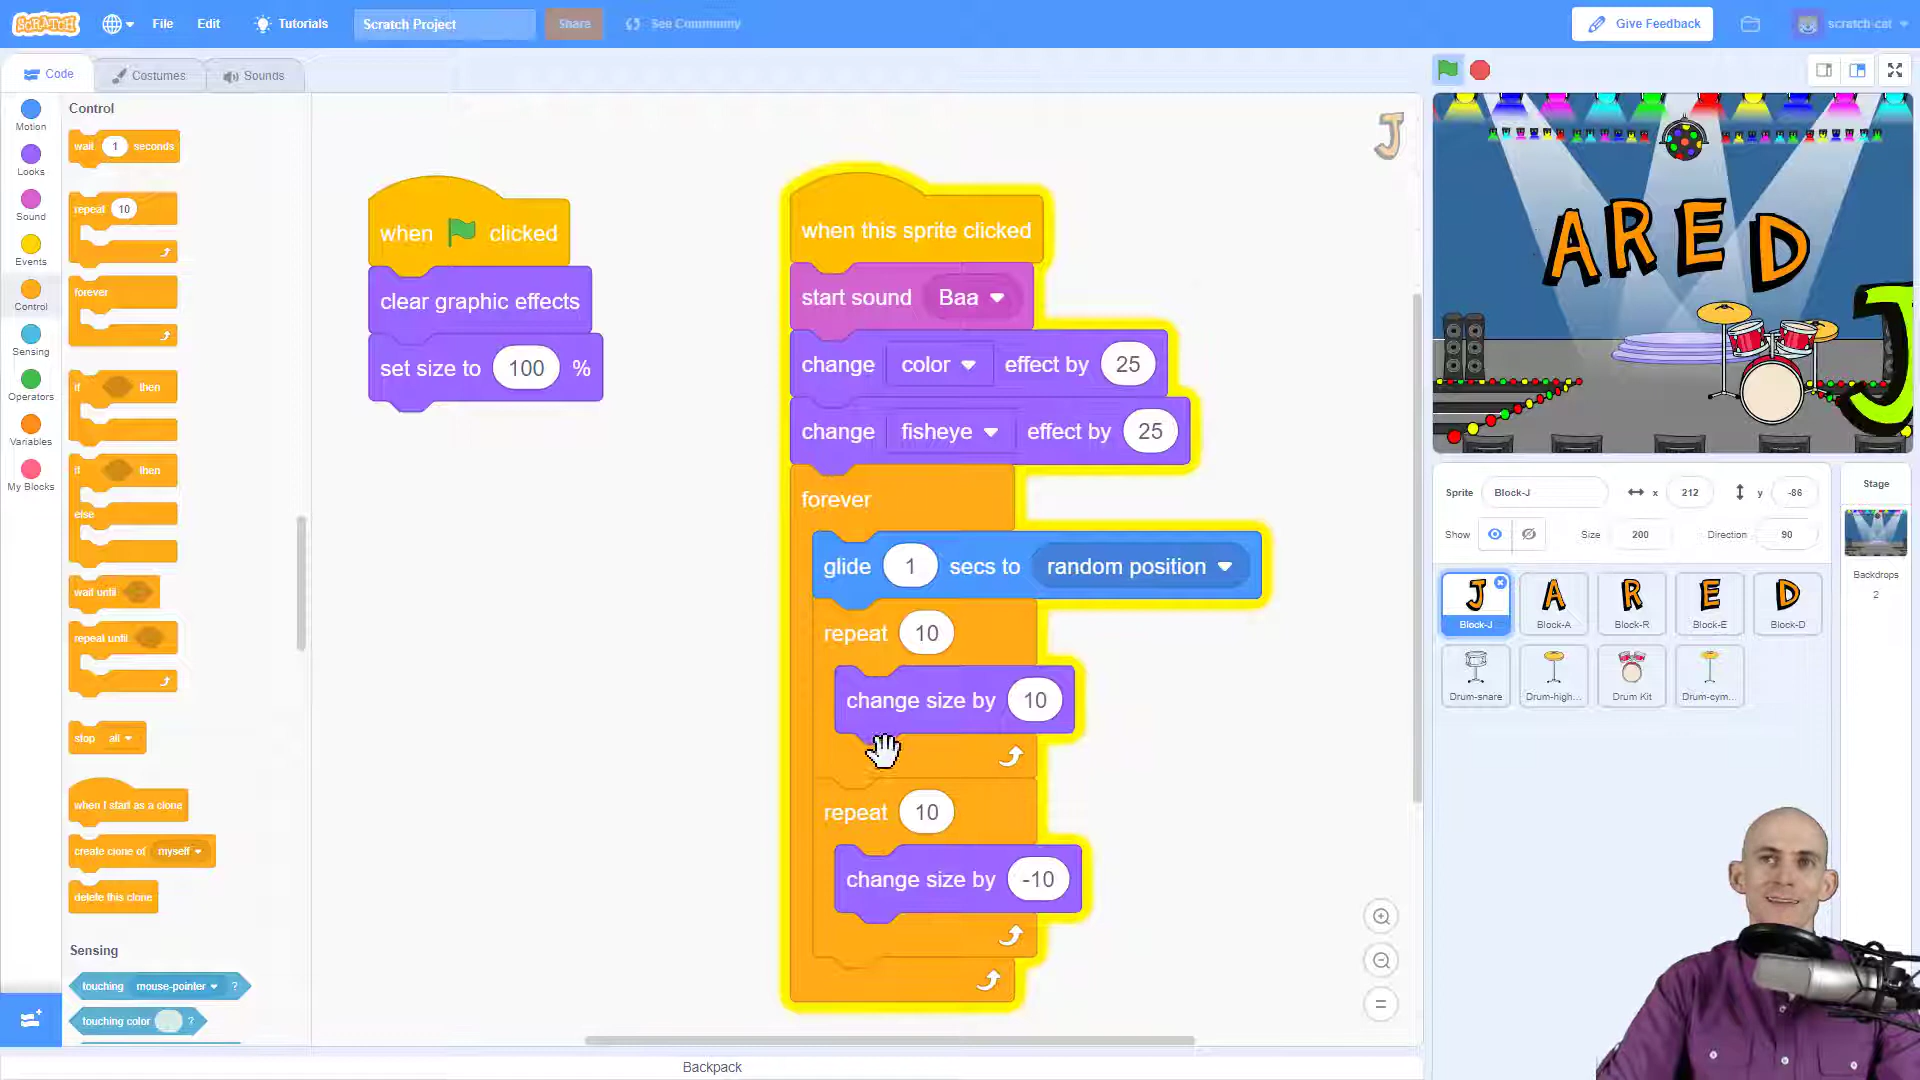 SCRATCH
File
Edit
Tutorials
Scratch Project
Share
See Community
Give Feedback
scratch-cat
Code
Costumes
Sounds
Motion
Looks
Sound
Events
Control
Sensing
Operators
Variables
My Blocks
Control
wait 1 seconds
repeat 10
forever
if then
if then
else
wait until
repeat until
stop all
when I start as a clone
create clone of myself
delete this clone
Sensing
touching mouse-pointer ?
touching color ?
when clicked
clear graphic effects
set size to 100 %
when this sprite clicked
start sound Baa
change color effect by 25
change fisheye effect by 25
forever
glide 1 secs to random position
repeat 10
change size by 10
repeat 10
change size by -10
J
=
Backpack
A R E D
J
Sprite Block-J x 212 y -86
Show Size 200 Direction 90
J A R E D
Block-J Block-A Block-R Block-E Block-D
Drum-snare Drum-high... Drum Kit Drum-cym...
Stage
Backdrops
2